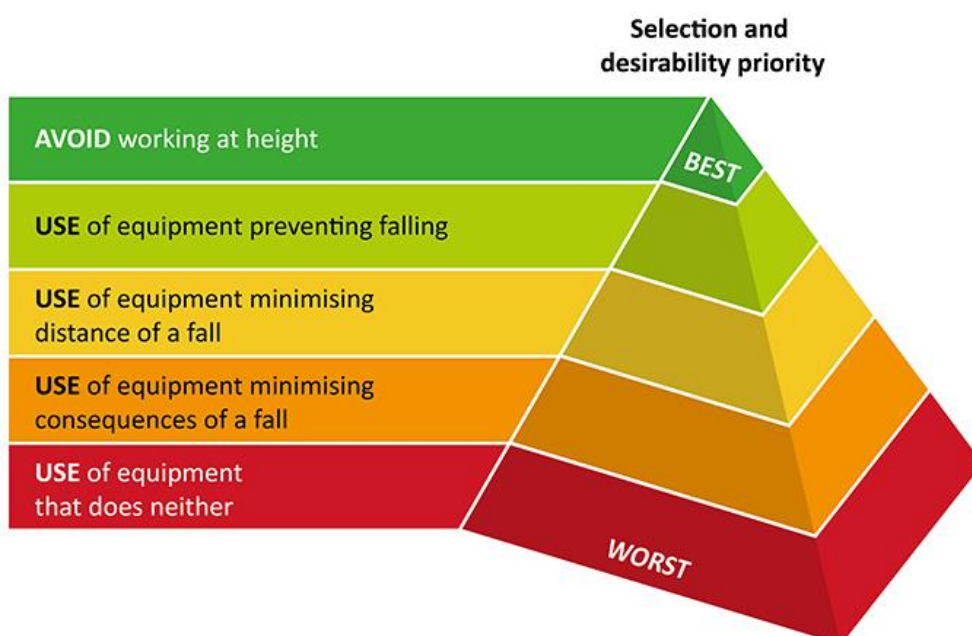 Selection and
desirability priority
AVOID working at height
BEST
USE of equipment preventing falling
USE of equipment minimising
distance of a fall
USE of equipment minimising
consequences of a fall
USE of equipment
that does neither
WORST